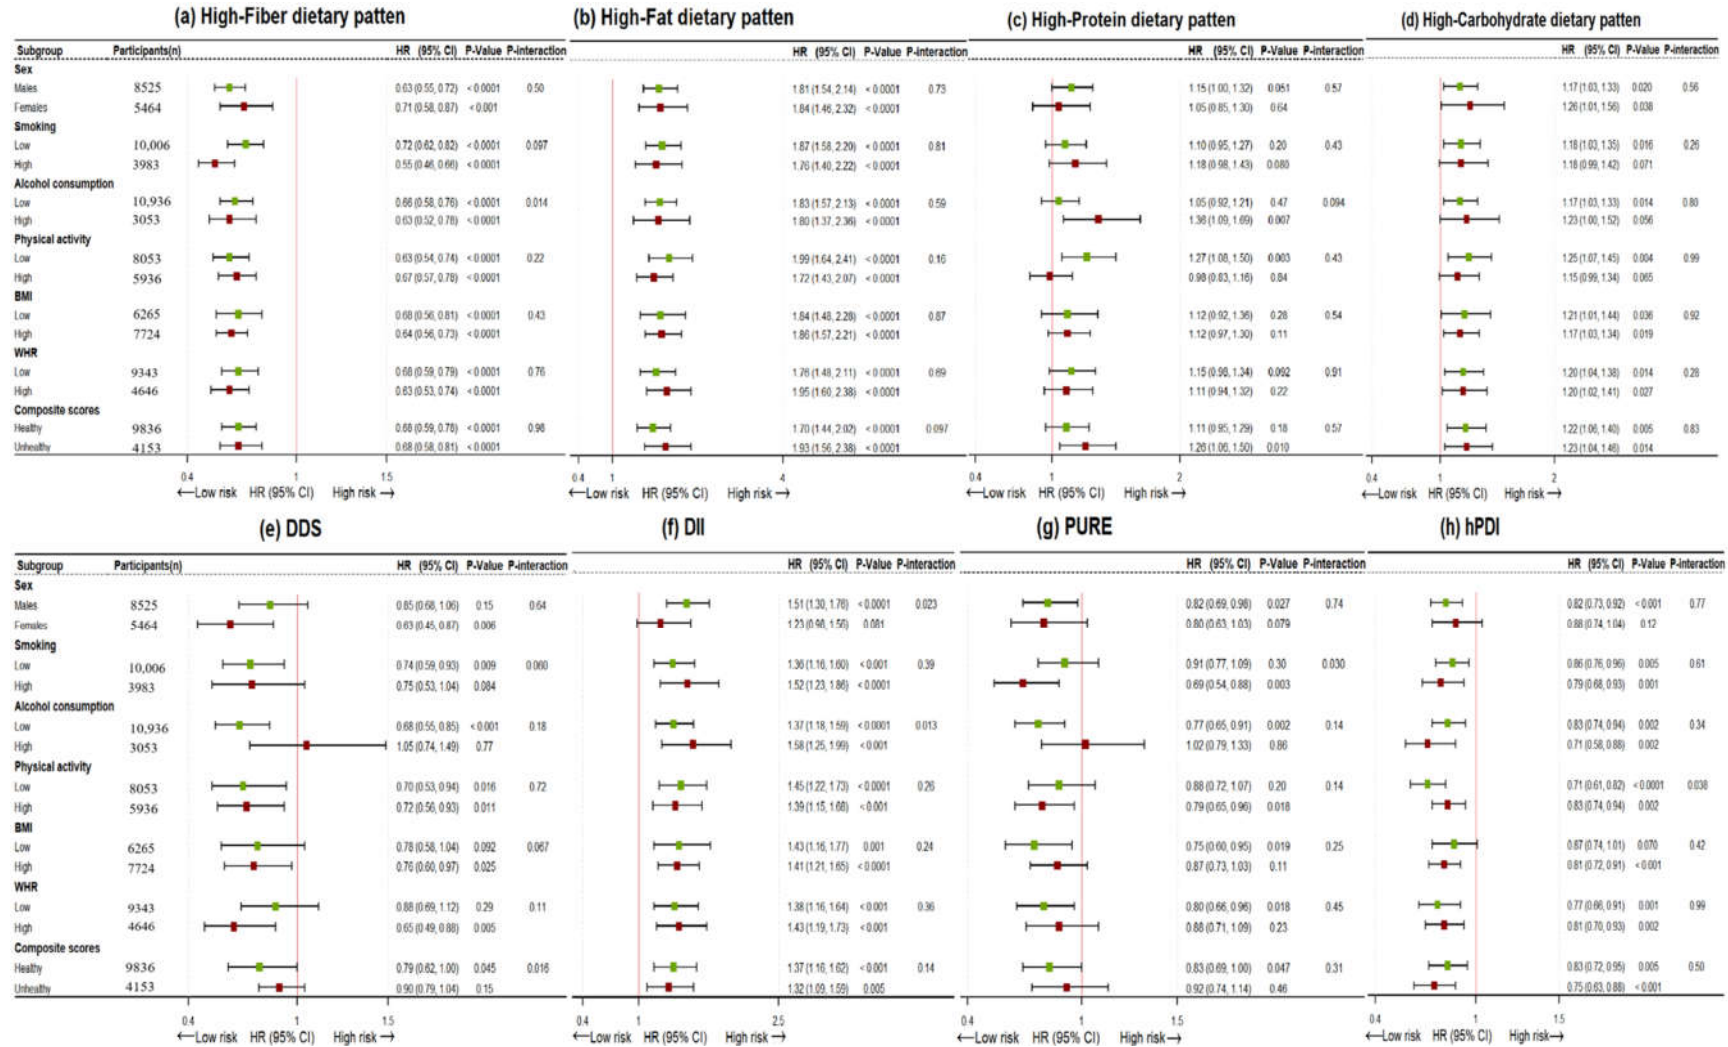 (a) High-Fiber dietary patten
(b) High-Fat dietary patten
(c) High-Protein dietary patten
(d) High-Carbohydrate dietary patten
Subgroup Participants(n) HR (95% CI) P-Value P-interaction HR (95% CI) P-Value P-interaction HR (95% CI) P-Value P-interaction HR (95% CI) P-Value P-interaction
Sex
Males 8525 0.63 (0.55, 0.72) < 0.0001 0.50 1.81 (1.54, 2.14) < 0.0001 0.73 1.15 (1.00, 1.32) 0.051 0.57 1.17 (1.03, 1.33) 0.020 0.56
Females 5464 0.71 (0.58, 0.87) < 0.001 1.84 (1.46, 2.32) < 0.0001 1.05 (0.85, 1.30) 0.64 1.26 (1.01, 1.56) 0.038
Smoking
Low 10,006 0.72 (0.62, 0.82) < 0.0001 0.097 1.87 (1.58, 2.20) < 0.0001 0.81 1.10 (0.95, 1.27) 0.20 0.43 1.18 (1.03, 1.35) 0.016 0.26
High 3983 0.55 (0.46, 0.66) < 0.0001 1.76 (1.40, 2.22) < 0.0001 1.18 (0.98, 1.43) 0.080 1.18 (0.99, 1.42) 0.071
Alcohol consumption
Low 10,936 0.66 (0.58, 0.76) < 0.0001 0.014 1.83 (1.57, 2.13) < 0.0001 0.59 1.05 (0.92, 1.21) 0.47 0.094 1.17 (1.03, 1.33) 0.014 0.80
High 3053 0.63 (0.52, 0.78) < 0.0001 1.80 (1.37, 2.36) < 0.0001 1.36 (1.09, 1.69) 0.007 1.23 (1.00, 1.52) 0.056
Physical activity
Low 8053 0.63 (0.54, 0.74) < 0.0001 0.22 1.99 (1.64, 2.41) < 0.0001 0.16 1.27 (1.08, 1.50) 0.003 0.43 1.25 (1.07, 1.45) 0.004 0.99
High 5936 0.67 (0.57, 0.78) < 0.0001 1.72 (1.43, 2.07) < 0.0001 0.98 (0.83, 1.16) 0.84 1.15 (0.99, 1.34) 0.065
BMI
Low 6265 0.68 (0.56, 0.81) < 0.0001 0.43 1.84 (1.48, 2.28) < 0.0001 0.87 1.12 (0.92, 1.36) 0.28 0.54 1.21 (1.01, 1.44) 0.036 0.92
High 7724 0.64 (0.56, 0.73) < 0.0001 1.86 (1.57, 2.21) < 0.0001 1.12 (0.97, 1.30) 0.11 1.17 (1.03, 1.34) 0.019
WHR
Low 9343 0.68 (0.59, 0.79) < 0.0001 0.76 1.76 (1.48, 2.11) < 0.0001 0.69 1.15 (0.98, 1.34) 0.092 0.91 1.20 (1.04, 1.38) 0.014 0.28
High 4646 0.63 (0.53, 0.74) < 0.0001 1.95 (1.60, 2.38) < 0.0001 1.11 (0.94, 1.32) 0.22 1.20 (1.02, 1.41) 0.027
Composite scores
Healthy 9836 0.68 (0.59, 0.78) < 0.0001 0.98 1.70 (1.44, 2.02) < 0.0001 0.097 1.11 (0.95, 1.29) 0.18 0.57 1.22 (1.06, 1.40) 0.005 0.83
Unhealthy 4153 0.68 (0.58, 0.81) < 0.0001 1.93 (1.56, 2.38) < 0.0001 1.26 (1.06, 1.50) 0.010 1.23 (1.04, 1.46) 0.014
0.4 1 1.5 0.4 1 4 0.4 1 2 0.4 1 2
←Low risk HR (95% CI) High risk→ ←Low risk HR (95% CI) High risk→ ←Low risk HR (95% CI) High risk→ ←Low risk HR (95% CI) High risk→
(e) DDS
(f) DII
(g) PURE
(h) hPDI
Subgroup Participants(n) HR (95% CI) P-Value P-interaction HR (95% CI) P-Value P-interaction HR (95% CI) P-Value P-interaction HR (95% CI) P-Value P-interaction
Sex
Males 8525 0.85 (0.68, 1.06) 0.15 0.64 1.51 (1.30, 1.76) < 0.0001 0.023 0.82 (0.69, 0.98) 0.027 0.74 0.82 (0.73, 0.92) < 0.001 0.77
Females 5464 0.63 (0.45, 0.87) 0.006 1.23 (0.98, 1.56) 0.081 0.80 (0.63, 1.03) 0.079 0.88 (0.74, 1.04) 0.12
Smoking
Low 10,006 0.74 (0.59, 0.93) 0.009 0.060 1.36 (1.16, 1.60) < 0.001 0.39 0.91 (0.77, 1.09) 0.30 0.030 0.86 (0.76, 0.96) 0.005 0.61
High 3983 0.75 (0.53, 1.04) 0.084 1.52 (1.23, 1.86) < 0.0001 0.69 (0.54, 0.88) 0.003 0.79 (0.68, 0.93) 0.001
Alcohol consumption
Low 10,936 0.68 (0.55, 0.85) < 0.001 0.18 1.37 (1.18, 1.59) < 0.0001 0.013 0.77 (0.65, 0.91) 0.002 0.14 0.83 (0.74, 0.94) 0.002 0.34
High 3053 1.05 (0.74, 1.49) 0.77 1.58 (1.25, 1.99) < 0.001 1.02 (0.79, 1.33) 0.86 0.71 (0.58, 0.88) 0.002
Physical activity
Low 8053 0.70 (0.53, 0.94) 0.016 0.72 1.45 (1.22, 1.73) < 0.0001 0.26 0.88 (0.72, 1.07) 0.20 0.14 0.71 (0.61, 0.82) < 0.0001 0.038
High 5936 0.72 (0.56, 0.93) 0.011 1.39 (1.15, 1.68) < 0.001 0.79 (0.65, 0.96) 0.018 0.83 (0.74, 0.94) 0.002
BMI
Low 6265 0.78 (0.58, 1.04) 0.092 0.067 1.43 (1.16, 1.77) 0.001 0.24 0.75 (0.60, 0.95) 0.019 0.25 0.87 (0.74, 1.01) 0.070 0.42
High 7724 0.76 (0.60, 0.97) 0.025 1.41 (1.21, 1.65) < 0.0001 0.87 (0.73, 1.03) 0.11 0.81 (0.72, 0.91) < 0.001
WHR
Low 9343 0.88 (0.69, 1.12) 0.29 0.11 1.38 (1.16, 1.64) < 0.001 0.36 0.80 (0.66, 0.96) 0.018 0.45 0.77 (0.66, 0.91) 0.001 0.99
High 4646 0.65 (0.49, 0.88) 0.005 1.43 (1.19, 1.73) < 0.001 0.88 (0.71, 1.09) 0.23 0.81 (0.70, 0.93) 0.002
Composite scores
Healthy 9836 0.79 (0.62, 1.00) 0.045 0.016 1.37 (1.16, 1.62) < 0.001 0.14 0.83 (0.69, 1.00) 0.047 0.31 0.83 (0.72, 0.95) 0.005 0.50
Unhealthy 4153 0.90 (0.79, 1.04) 0.15 1.32 (1.09, 1.59) 0.005 0.92 (0.74, 1.14) 0.46 0.75 (0.63, 0.88) < 0.001
0.4 1 1.5 0.4 1 2.5 0.4 1 1.5 0.4 1 1.5
←Low risk HR (95% CI) High risk→ ←Low risk HR (95% CI) High risk→ ←Low risk HR (95% CI) High risk→ ←Low risk HR (95% CI) High risk→